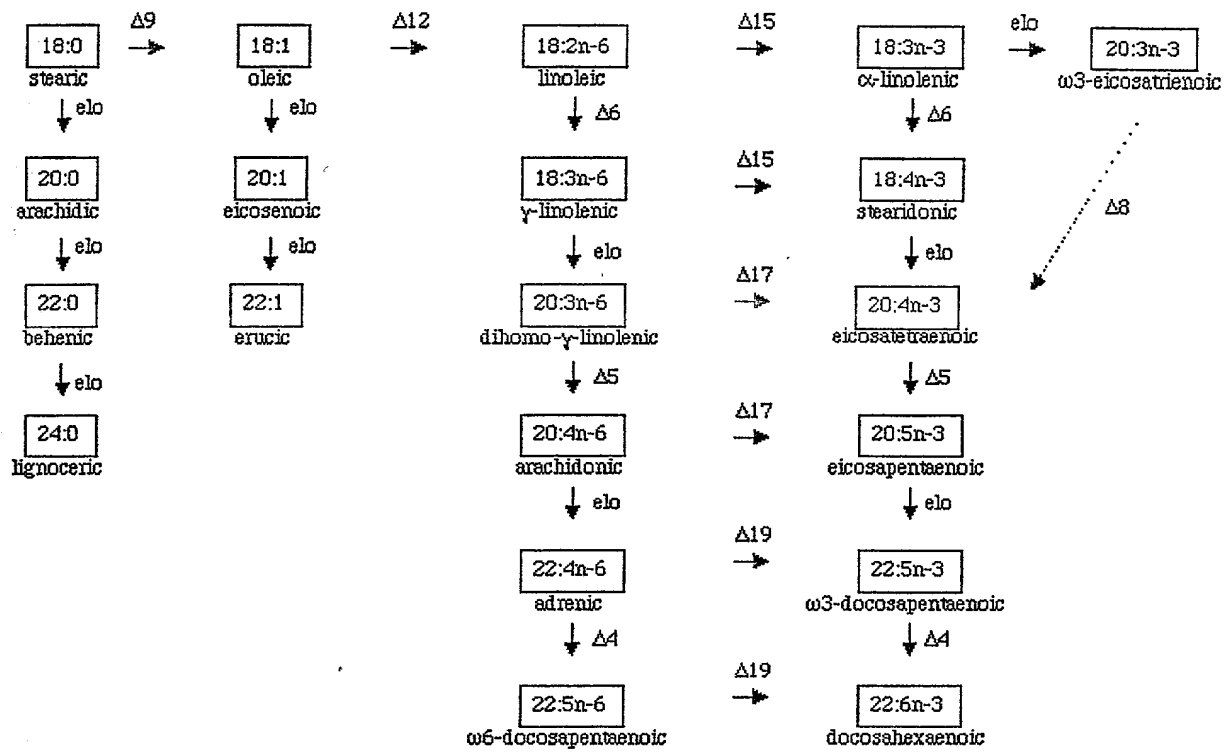 Δ9 Δ12 Δ15 elo
18:0 18:1 18:2n-6 18:3n-3 20:3n-3
stearic oleic linoleic α-linolenic ω3-eicosatrienoic
elo elo Δ6 Δ6
Δ15
20:0 20:1 18:3n-6 18:4n-3
arachidic eicosenoic γ-linolenic stearidonic
Δ8
elo elo elo elo
Δ17
22:0 22:1 20:3n-6 20:4n-3
behenic erucic dihomo-γ-linolenic eicosatetraenoic
elo Δ5 Δ5
Δ17
24:0 20:4n-6 20:5n-3
lignoceric arachidonic eicosapentaenoic
elo elo
Δ19
22:4n-6 22:5n-3
adrenic ω3-docosapentaenoic
Δ4 Δ4
Δ19
22:5n-6 22:6n-3
ω6-docosapentaenoic docosahexaenoic